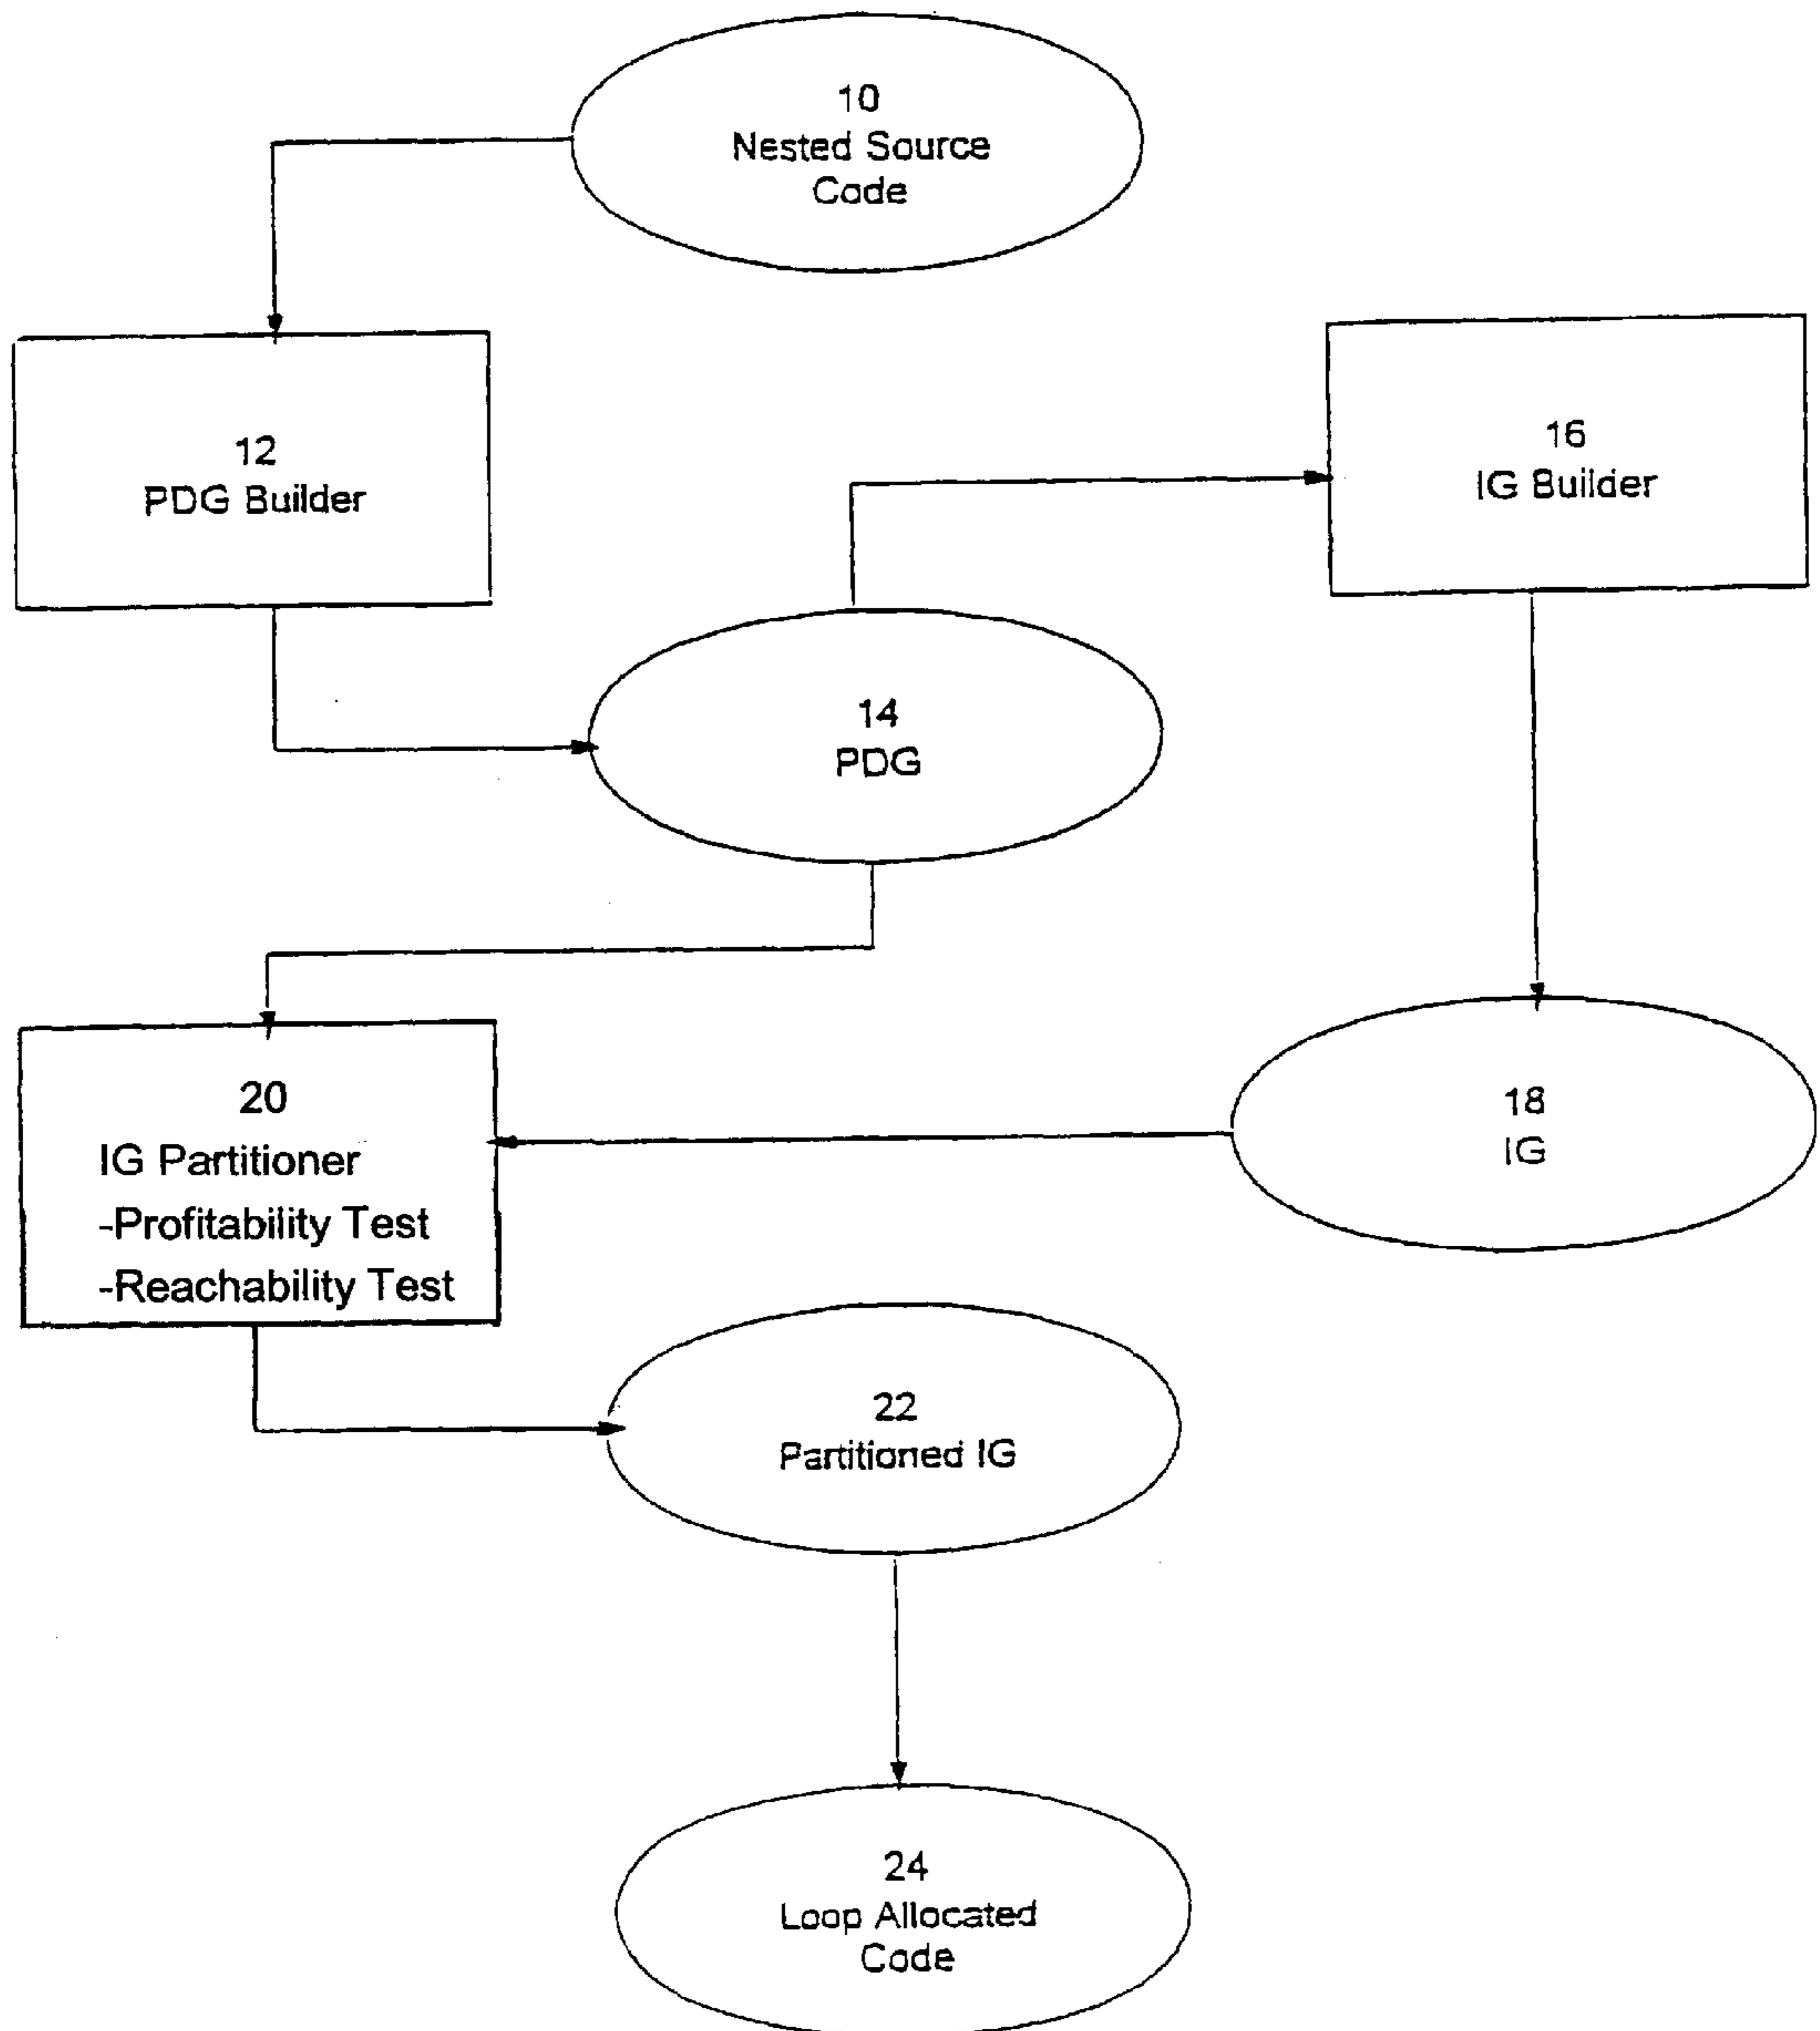 10
Nested Source
Code
12
PDG Builder
16
IG Builder
14
PDG
20
IG Partitioner
-Profitability Test
-Reachability Test
18
IG
22
Partitioned IG
24
Loop Allocated
Code